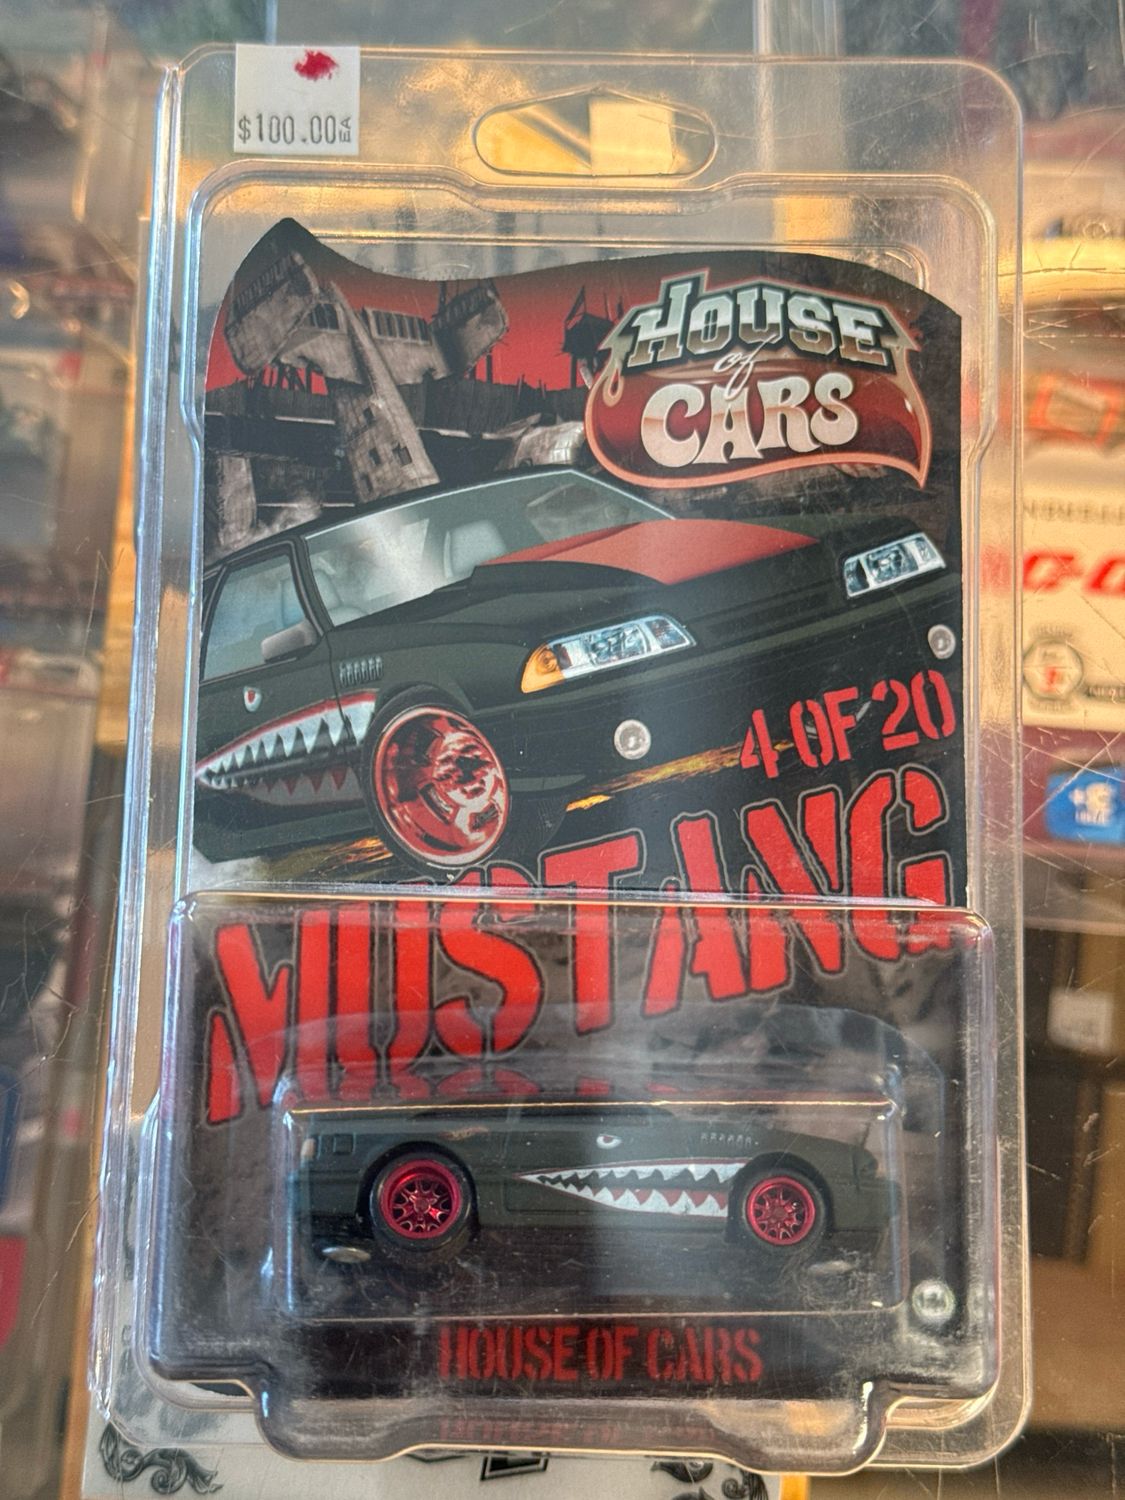 $100.00EA
HOUSE
of
CARS
4 OF 20
MUSTANG
HOUSE OF CARS